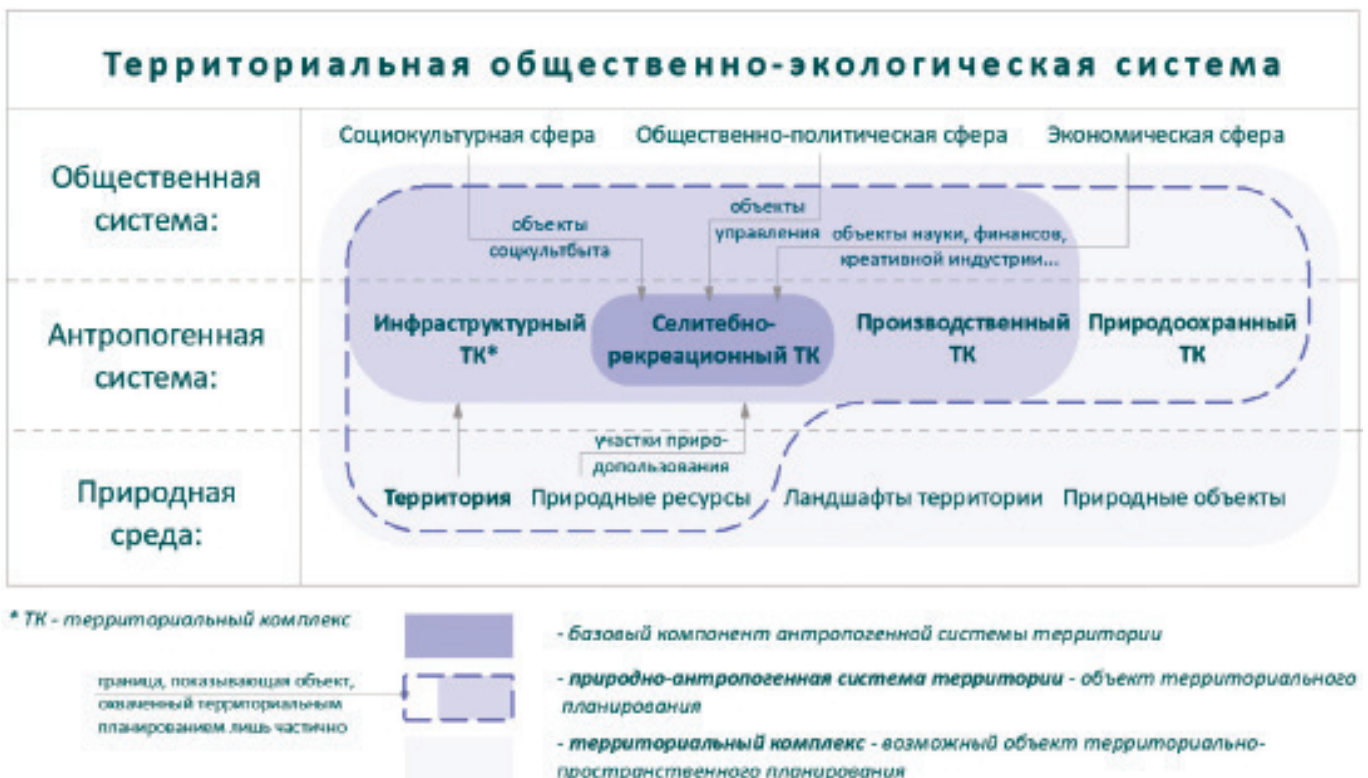 Территориальная общественно-экологическая система
Общественная
система:
Социокультурная сфера
Общественно-политическая сфера
Экономическая сфера
объекты
соцкультбыта
объекты
управления
объекты науки, финансов,
креативной индустрии...
Антропогенная
система:
Инфраструктурный
ТК*
Селитебно-
рекреационный ТК
Производственный
ТК
Природоохранный
ТК
Природная
среда:
участки приро-
допользования
Территория
Природные ресурсы
Ландшафты территории
Природные объекты
* ТК - территориальный комплекс
- базовый компонент антропогенной системы территории
граница, показывающая объект,
охваченный территориальным
планированием лишь частично
- природно-антропогенная система территории - объект территориального
планирования
- территориальный комплекс - возможный объект территориально-
пространственного планирования